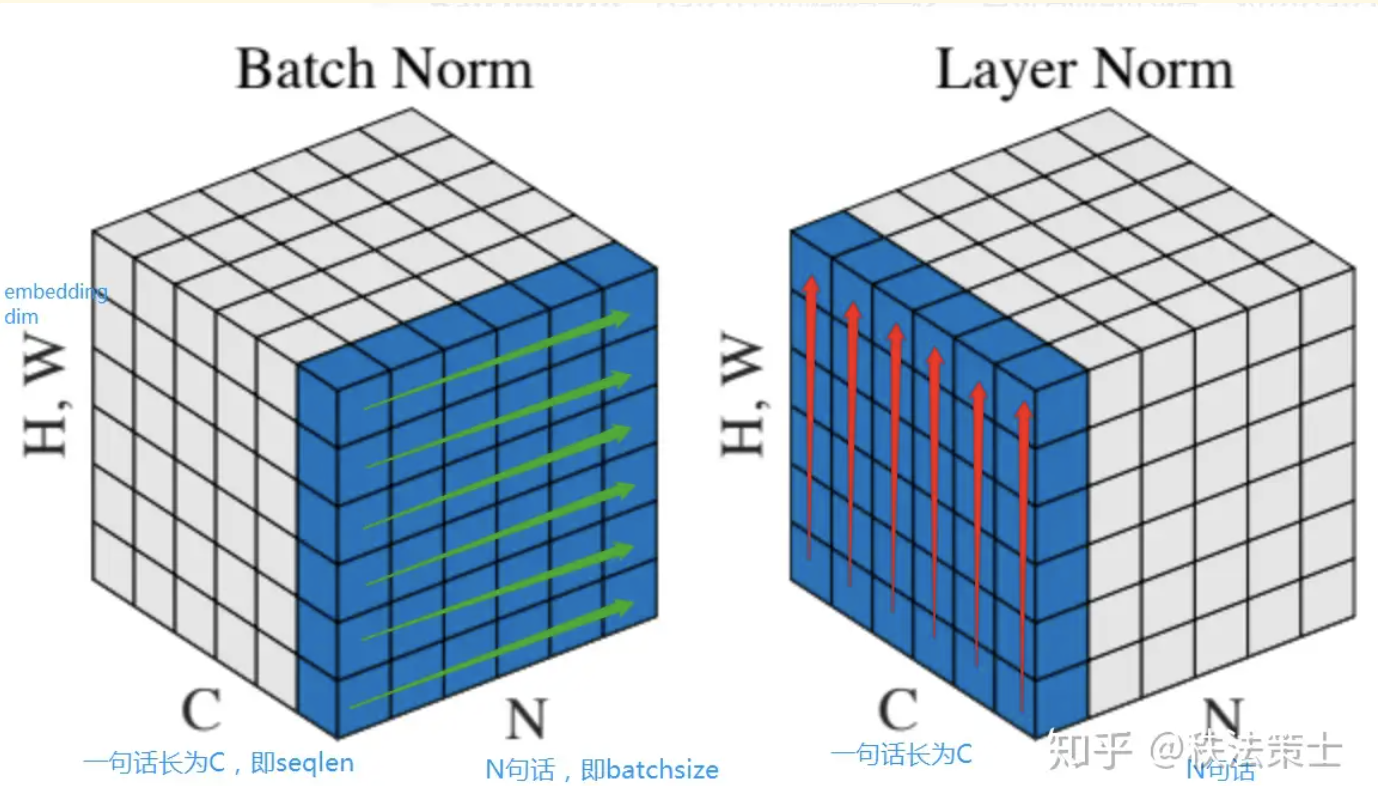 Batch Norm
Layer Norm
embedding
dim
H, W
H, W
C
N
C
N
一句话长为C，即seqlen
N句话，即batchsize
一句话长为C
N句话
知乎 @秩法策士